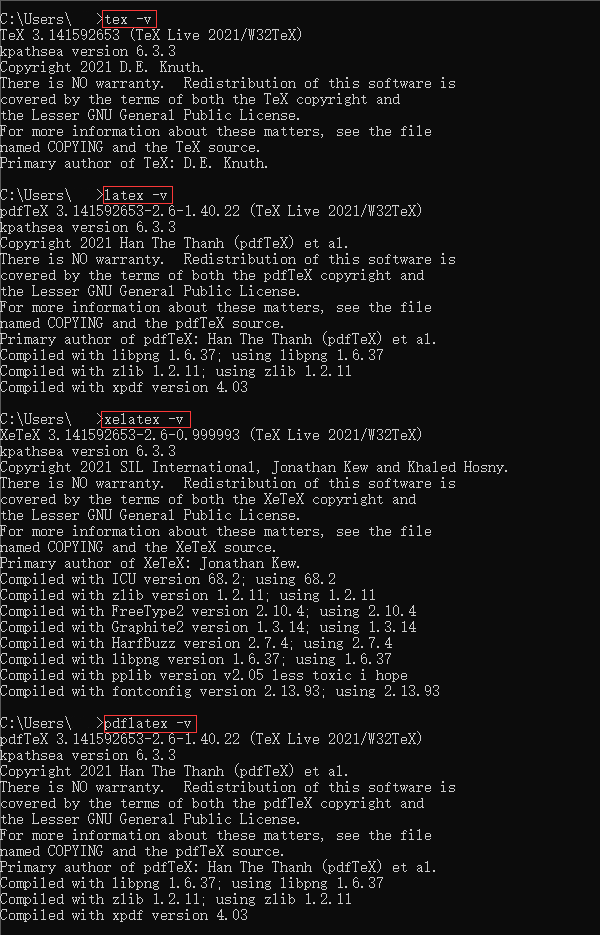 C:\Users\ >tex -v
TeX 3.141592653 (TeX Live 2021/W32TeX)
kpathsea version 6.3.3
Copyright 2021 D.E. Knuth.
There is NO warranty.  Redistribution of this software is
covered by the terms of both the TeX copyright and
the Lesser GNU General Public License.
For more information about these matters, see the file
named COPYING and the TeX source.
Primary author of TeX: D.E. Knuth.
C:\Users\ >latex -v
pdfTeX 3.141592653-2.6-1.40.22 (TeX Live 2021/W32TeX)
kpathsea version 6.3.3
Copyright 2021 Han The Thanh (pdfTeX) et al.
There is NO warranty.  Redistribution of this software is
covered by the terms of both the pdfTeX copyright and
the Lesser GNU General Public License.
For more information about these matters, see the file
named COPYING and the pdfTeX source.
Primary author of pdfTeX: Han The Thanh (pdfTeX) et al.
Compiled with libpng 1.6.37; using libpng 1.6.37
Compiled with zlib 1.2.11; using zlib 1.2.11
Compiled with xpdf version 4.03
C:\Users\ >xelatex -v
XeTeX 3.141592653-2.6-0.999993 (TeX Live 2021/W32TeX)
kpathsea version 6.3.3
Copyright 2021 SIL International, Jonathan Kew and Khaled Hosny.
There is NO warranty.  Redistribution of this software is
covered by the terms of both the XeTeX copyright and
the Lesser GNU General Public License.
For more information about these matters, see the file
named COPYING and the XeTeX source.
Primary author of XeTeX: Jonathan Kew.
Compiled with ICU version 68.2; using 68.2
Compiled with zlib version 1.2.11; using 1.2.11
Compiled with FreeType2 version 2.10.4; using 2.10.4
Compiled with Graphite2 version 1.3.14; using 1.3.14
Compiled with HarfBuzz version 2.7.4; using 2.7.4
Compiled with libpng version 1.6.37; using 1.6.37
Compiled with pplib version v2.05 less toxic i hope
Compiled with fontconfig version 2.13.93; using 2.13.93
C:\Users\ >pdflatex -v
pdfTeX 3.141592653-2.6-1.40.22 (TeX Live 2021/W32TeX)
kpathsea version 6.3.3
Copyright 2021 Han The Thanh (pdfTeX) et al.
There is NO warranty.  Redistribution of this software is
covered by the terms of both the pdfTeX copyright and
the Lesser GNU General Public License.
For more information about these matters, see the file
named COPYING and the pdfTeX source.
Primary author of pdfTeX: Han The Thanh (pdfTeX) et al.
Compiled with libpng 1.6.37; using libpng 1.6.37
Compiled with zlib 1.2.11; using zlib 1.2.11
Compiled with xpdf version 4.03